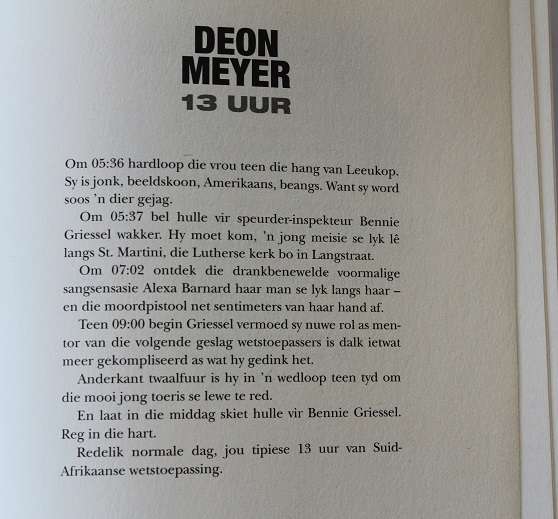 DEON
MEYER
13 UUR
Om 05:36 hardloop die vrou teen die hang van Leeukop.
Sy is jonk, beeldskoon, Amerikaans, beangs. Want sy word
soos 'n dier gejag.
Om 05:37 bel hulle vir speurder-inspekteur Bennie
Griessel wakker. Hy moet kom, 'n jong meisie se lyk lê
langs St. Martini, die Lutherse kerk bo in Langstraat.
Om 07:02 ontdek die drankbenewelde voormalige
sangsensasie Alexa Barnard haar man se lyk langs haar –
en die moordpistool net sentimeters van haar hand af.
Teen 09:00 begin Griessel vermoed sy nuwe rol as men-
tor van die volgende geslag wetstoepassers is dalk ietwat
meer gekompliseerd as wat hy gedink het.
Anderkant twaalfuur is hy in 'n wedloop teen tyd om
die mooi jong toeris se lewe te red.
En laat in die middag skiet hulle vir Bennie Griessel.
Reg in die hart.
Redelik normale dag, jou tipiese 13 uur van Suid-
Afrikaanse wetstoepassing.